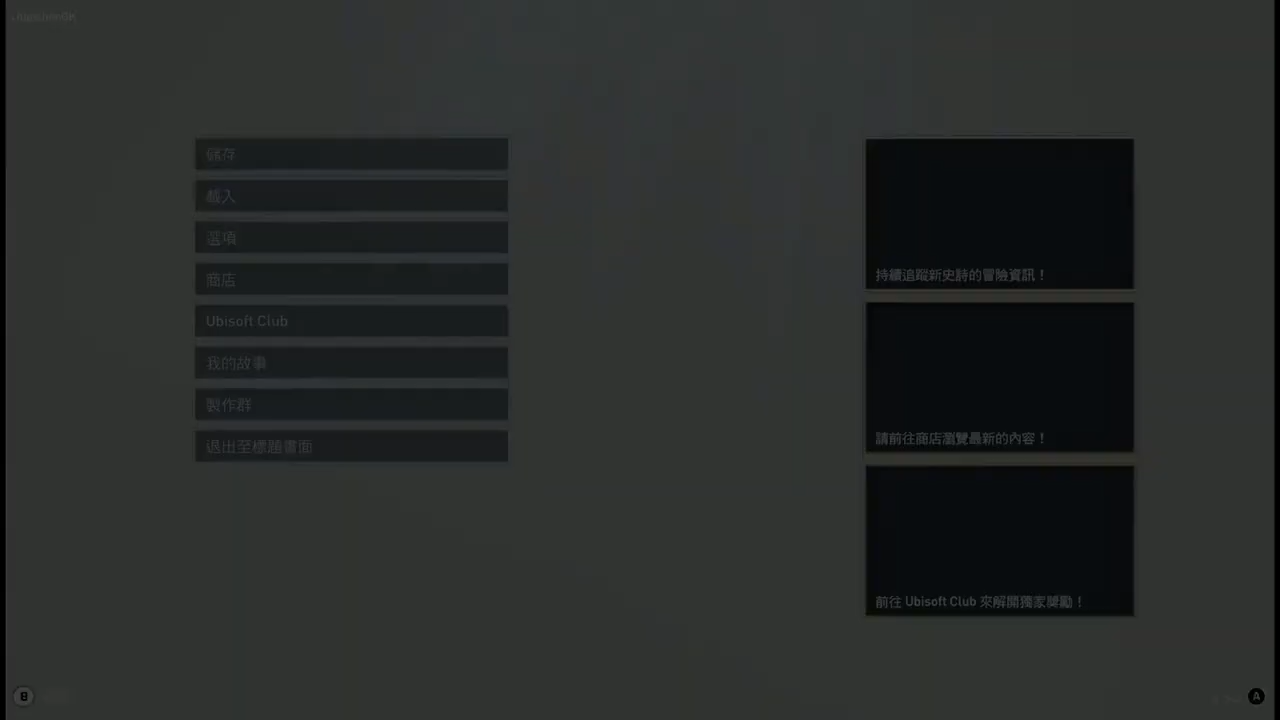 儲存
載入
選項
商店
Ubisoft Club
我的故事
製作群
退出至標題畫面
持續追蹤新史詩的冒險資訊！
請前往商店瀏覽最新的內容！
前往 Ubisoft Club 來解開獨家獎勵！
B
A